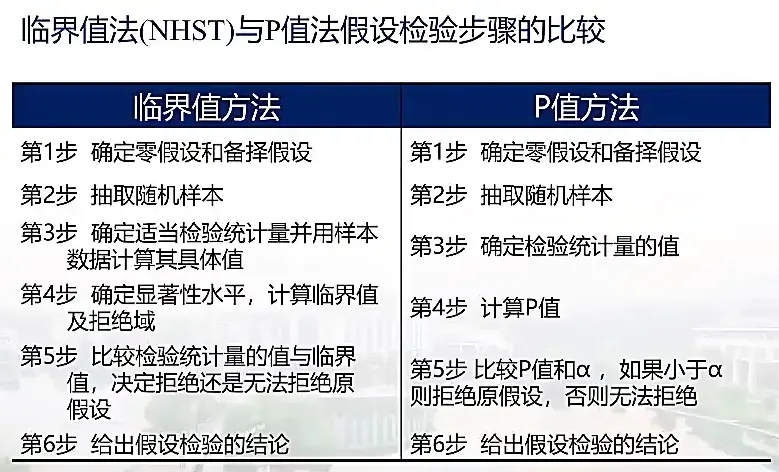 临界值法(NHST)与P值法假设检验步骤的比较
临界值方法
P值方法
第1步 确定零假设和备择假设
第1步 确定零假设和备择假设
第2步 抽取随机样本
第2步 抽取随机样本
第3步 确定适当检验统计量并用样本
数据计算其具体值
第3步 确定检验统计量的值
第4步 确定显著性水平，计算临界值
及拒绝域
第4步 计算P值
第5步 比较检验统计量的值与临界
值，决定拒绝还是无法拒绝原
假设
第5步 比较P值和α ，如果小于α
则拒绝原假设，否则无法拒绝
第6步 给出假设检验的结论
第6步 给出假设检验的结论